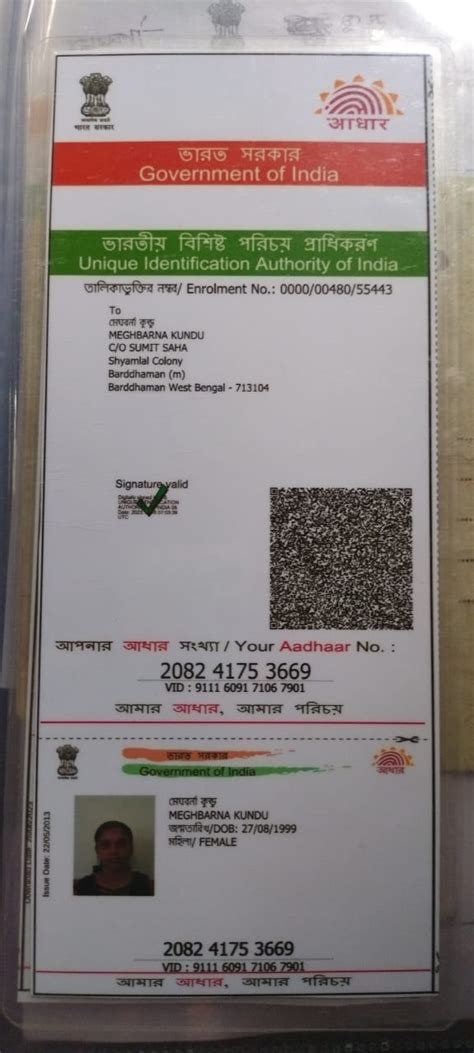 भारत सरकार
आधार
ভারত সরকার
Government of India
ভারতীয় বিশিষ্ট পরিচয় প্রাধিকরণ
Unique Identification Authority of India
তালিকাভুক্তির নম্বর/ Enrolment No.: 0000/00480/55443
To
মেঘবর্না কুন্ডু
MEGHBARNA KUNDU
C/O SUMIT SAHA
Shyamlal Colony
Barddhaman (m)
Barddhaman West Bengal - 713104
Signature valid
আপনার আধার সংখ্যা / Your Aadhaar No. :
2082 4175 3669
VID : 9111 6091 7106 7901
আমার আধার, আমার পরিচয়
ভারত সরকার
Government of India
आधार
Issue Date: 22/05/2013
মেঘবর্না কুন্ডু
MEGHBARNA KUNDU
জন্মতারিখ/DOB: 27/08/1999
মহিলা/ FEMALE
2082 4175 3669
VID : 9111 6091 7106 7901
আমার আধার, আমার পরিচয়